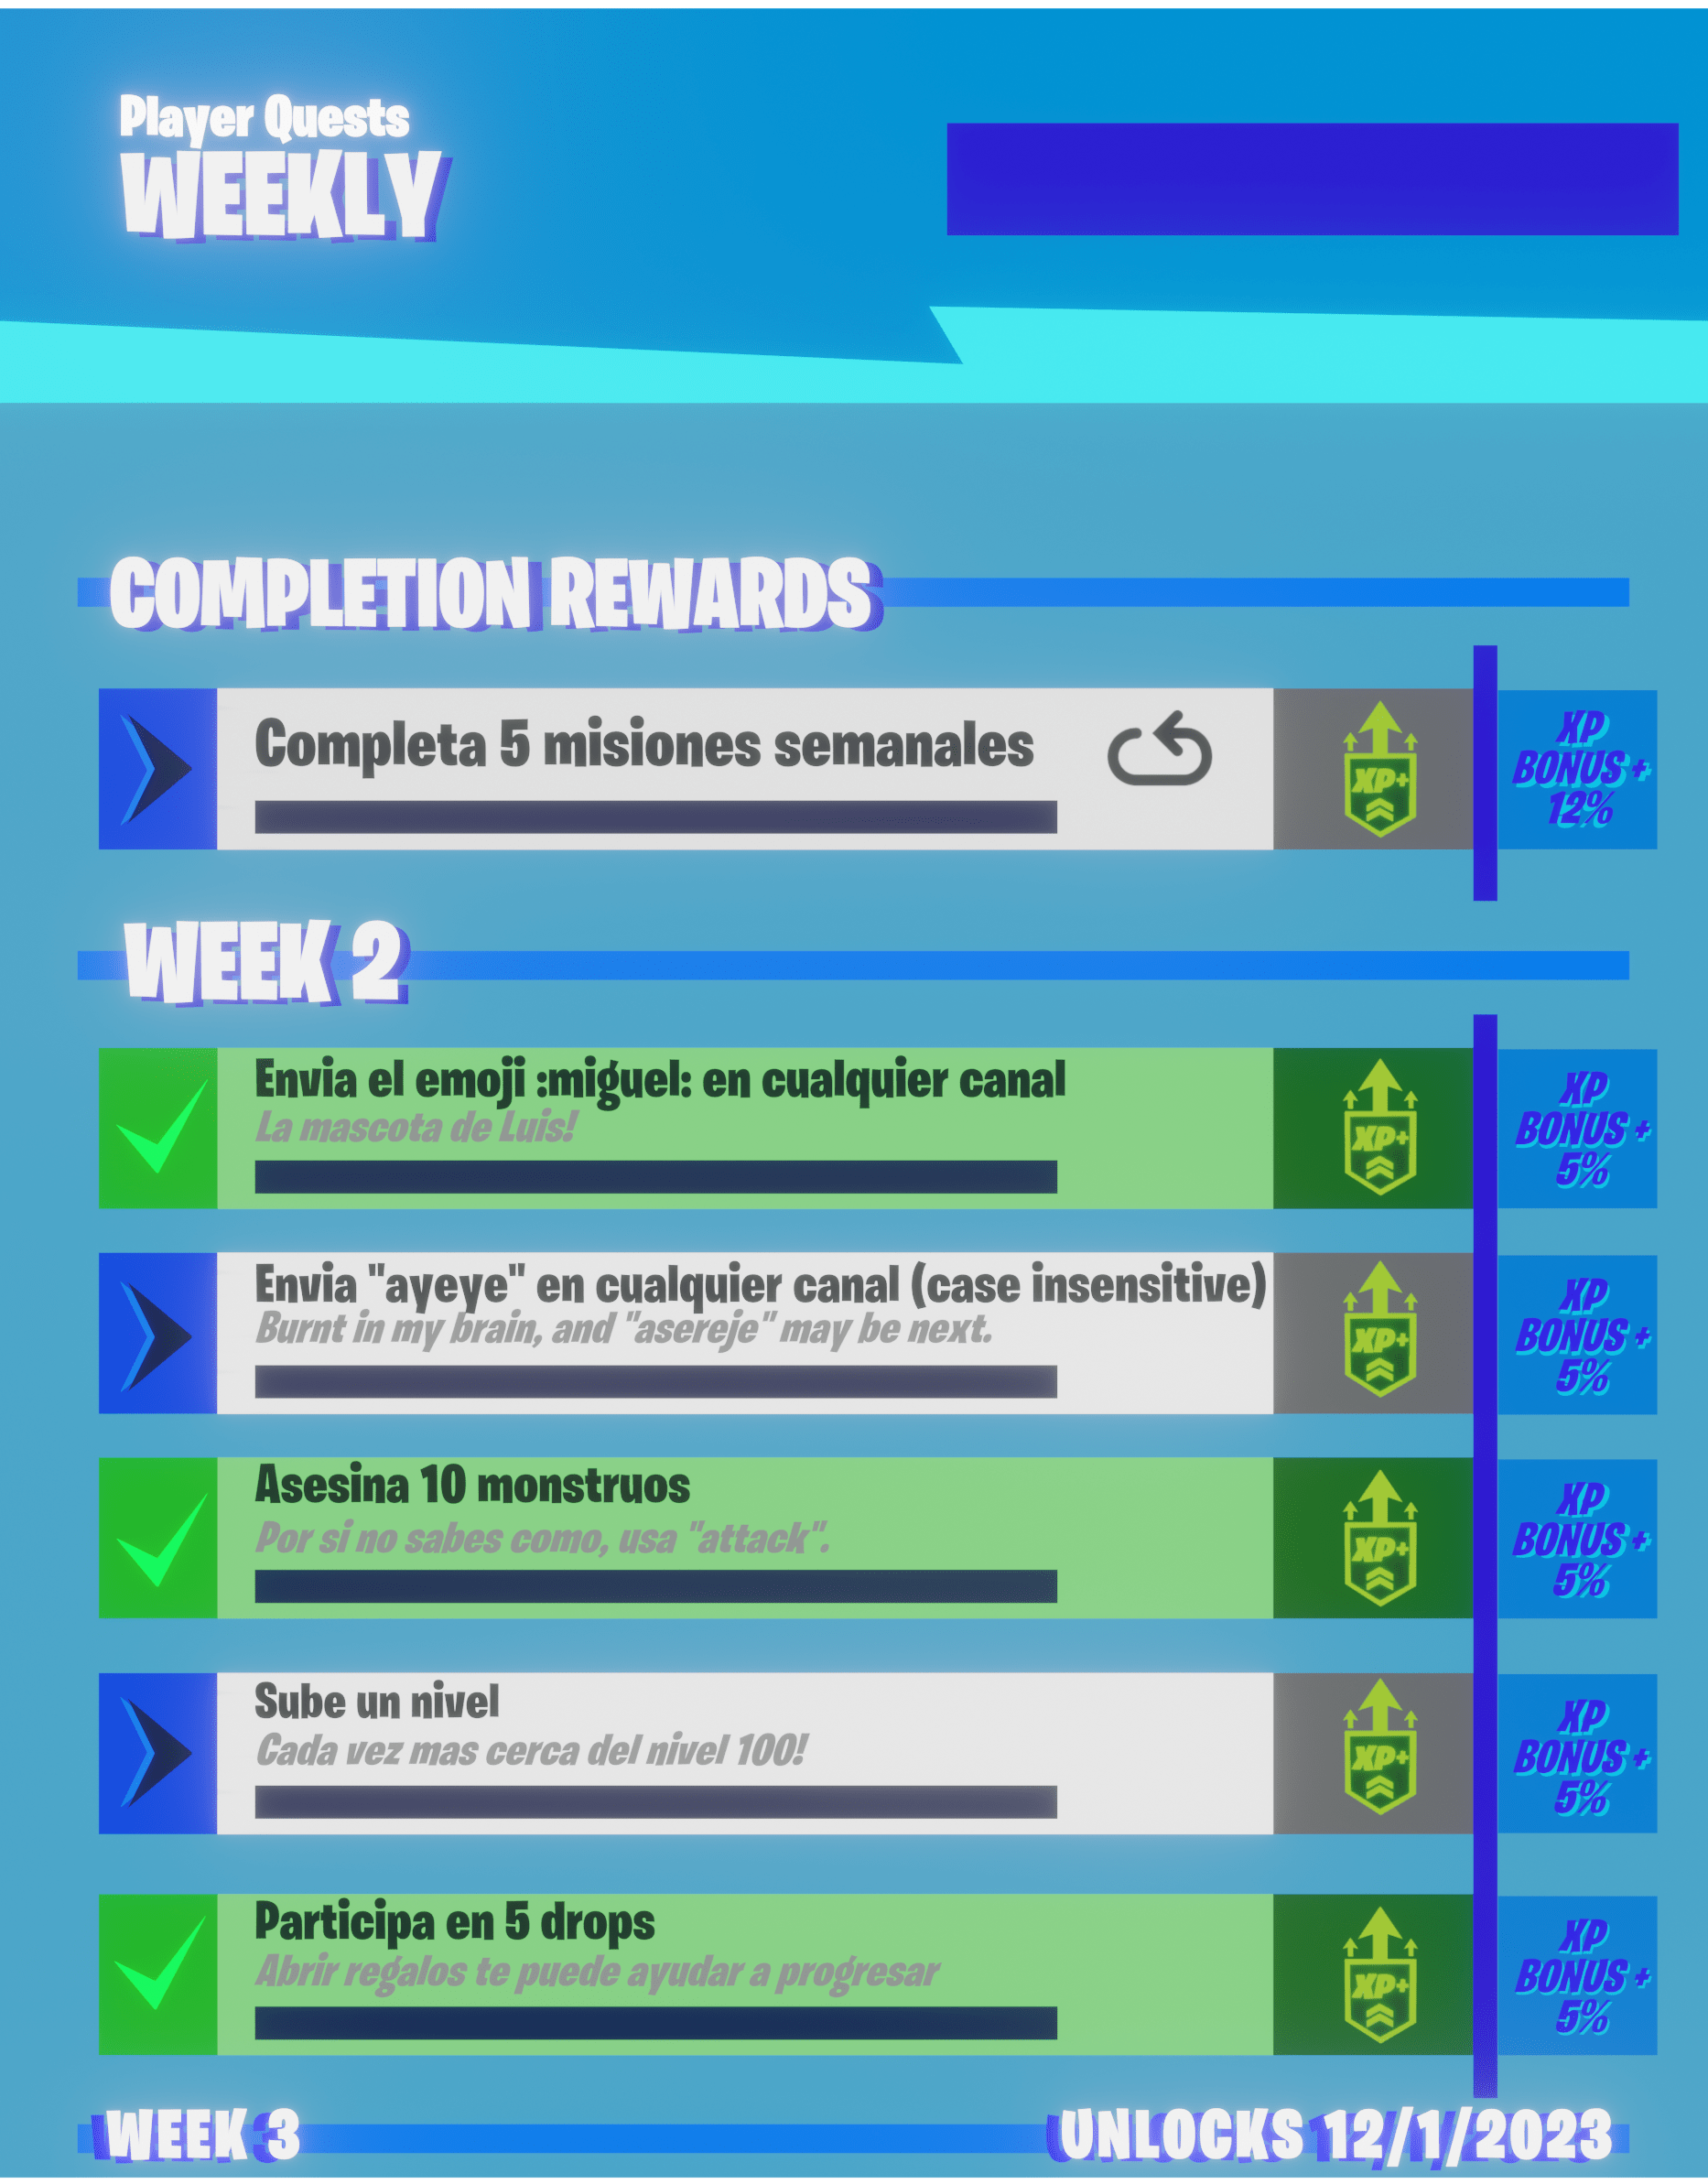 Player Quests
WEEKLY
COMPLETION REWARDS
Completa 5 misiones semanales
XP+
XP
BONUS +
12%
WEEK 2
Envia el emoji :miguel: en cualquier canal
La mascota de Luis!
XP+
XP
BONUS +
5%
Envia "ayeye" en cualquier canal (case insensitive)
Burnt in my brain, and "asereje" may be next.
XP+
XP
BONUS +
5%
Asesina 10 monstruos
Por si no sabes como, usa "attack".
XP+
XP
BONUS +
5%
Sube un nivel
Cada vez mas cerca del nivel 100!
XP+
XP
BONUS +
5%
Participa en 5 drops
Abrir regalos te puede ayudar a progresar
XP+
XP
BONUS +
5%
WEEK 3
UNLOCKS 12/1/2023